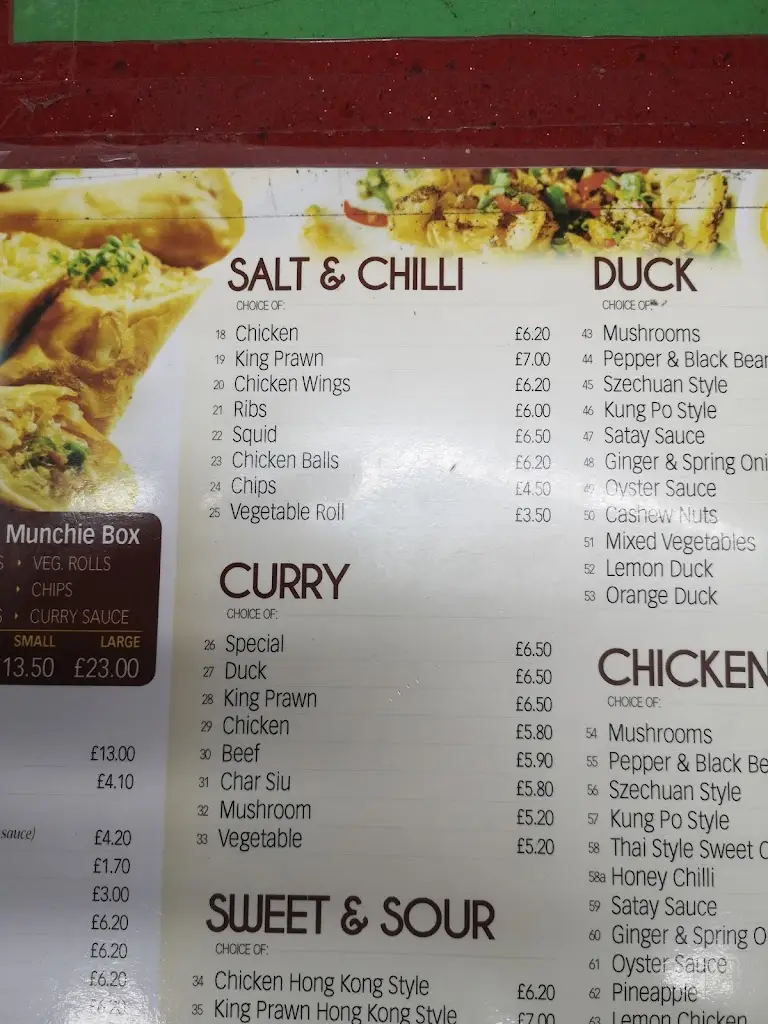 Munchie Box
S › VEG. ROLLS
› CHIPS
S › CURRY SAUCE
SMALL LARGE
13.50 £23.00
£13.00
£4.10
sauce) £4.20
£1.70
£3.00
£6.20
£6.20
£6.20
£6.20
SALT & CHILLI
CHOICE OF:
18 Chicken £6.20
19 King Prawn £7.00
20 Chicken Wings £6.20
21 Ribs £6.00
22 Squid £6.50
23 Chicken Balls £6.20
24 Chips £4.50
25 Vegetable Roll £3.50
CURRY
CHOICE OF:
26 Special £6.50
27 Duck £6.50
28 King Prawn £6.50
29 Chicken £5.80
30 Beef £5.90
31 Char Siu £5.80
32 Mushroom £5.20
33 Vegetable £5.20
SWEET & SOUR
CHOICE OF:
34 Chicken Hong Kong Style £6.20
35 King Prawn Hong Kong Style £7.00
DUCK
CHOICE OF:
43 Mushrooms
44 Pepper & Black Bean
45 Szechuan Style
46 Kung Po Style
47 Satay Sauce
48 Ginger & Spring Oni
49 Oyster Sauce
50 Cashew Nuts
51 Mixed Vegetables
52 Lemon Duck
53 Orange Duck
CHICKEN
CHOICE OF:
54 Mushrooms
55 Pepper & Black Be
56 Szechuan Style
57 Kung Po Style
58 Thai Style Sweet C
58a Honey Chilli
59 Satay Sauce
60 Ginger & Spring O
61 Oyster Sauce
62 Pineapple
63 Lemon Chicken